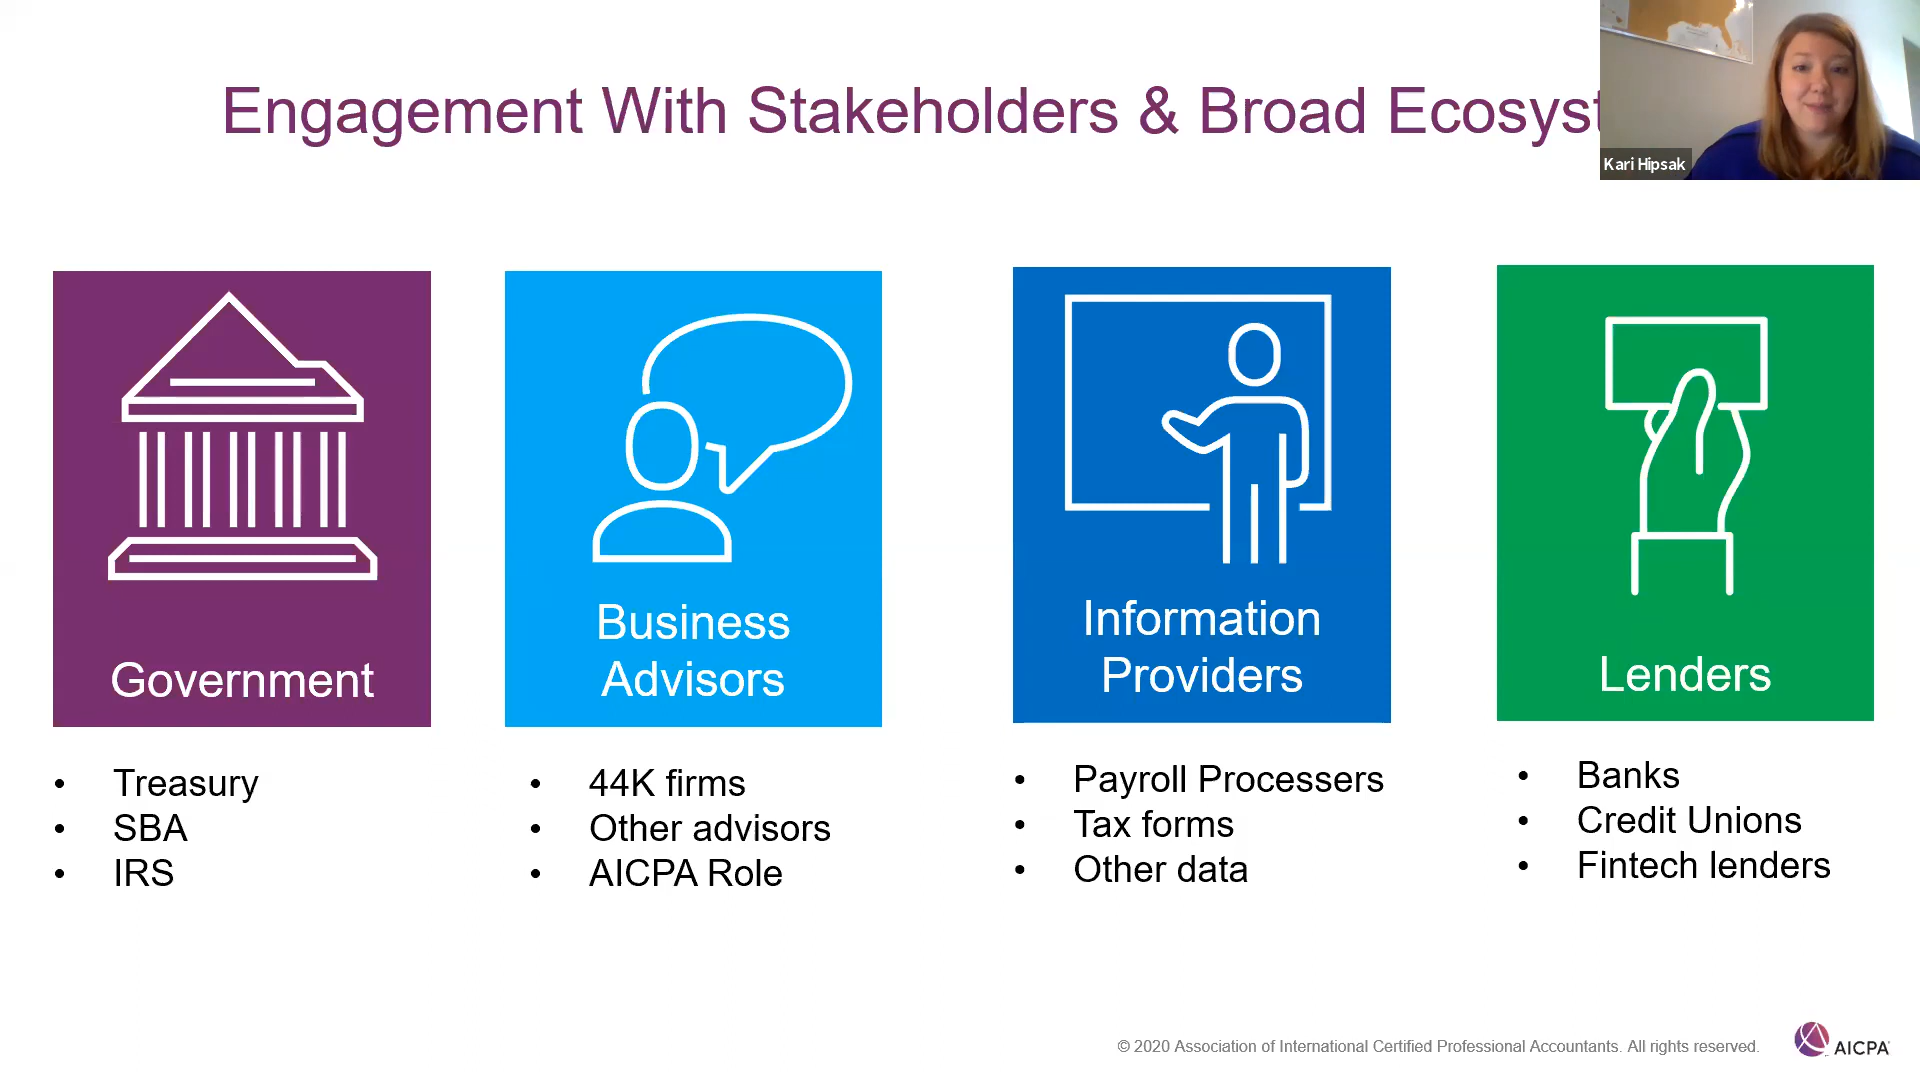 Engagement With Stakeholders & Broad Ecosyst
Kari Hipsak
Government
Business
Advisors
Information
Providers
Lenders
• Treasury
• SBA
• IRS
• 44K firms
• Other advisors
• AICPA Role
• Payroll Processers
• Tax forms
• Other data
• Banks
• Credit Unions
• Fintech lenders
© 2020 Association of International Certified Professional Accountants. All rights reserved.
AICPA